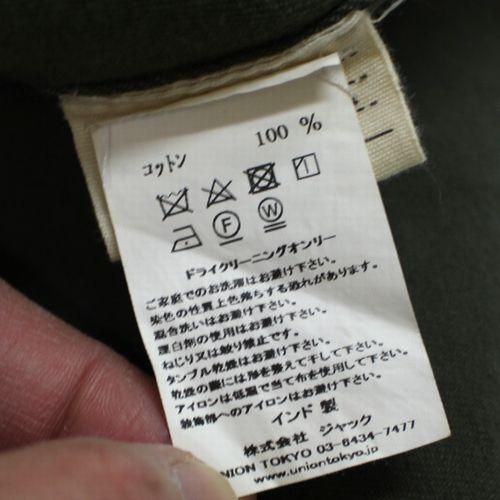 コットン 100 %
F W
ドライクリーニングオンリー
ご家庭でのお洗濯はお避け下さい。
染色の性質上色落ちする恐れがあります。
混合洗いはお避け下さい。
漂白剤の使用はお避け下さい。
ねじり又は絞り禁止です。
タンブル乾燥はお避け下さい。
乾燥の際には形を整えて干して下さい。
アイロンは低温で当て布を使用して下さい。
装飾部へのアイロンはお避け下さい。
インド 製
株式会社 ジャック
UNION TOKYO 03-6434-7477
www.uniontokyo.jp